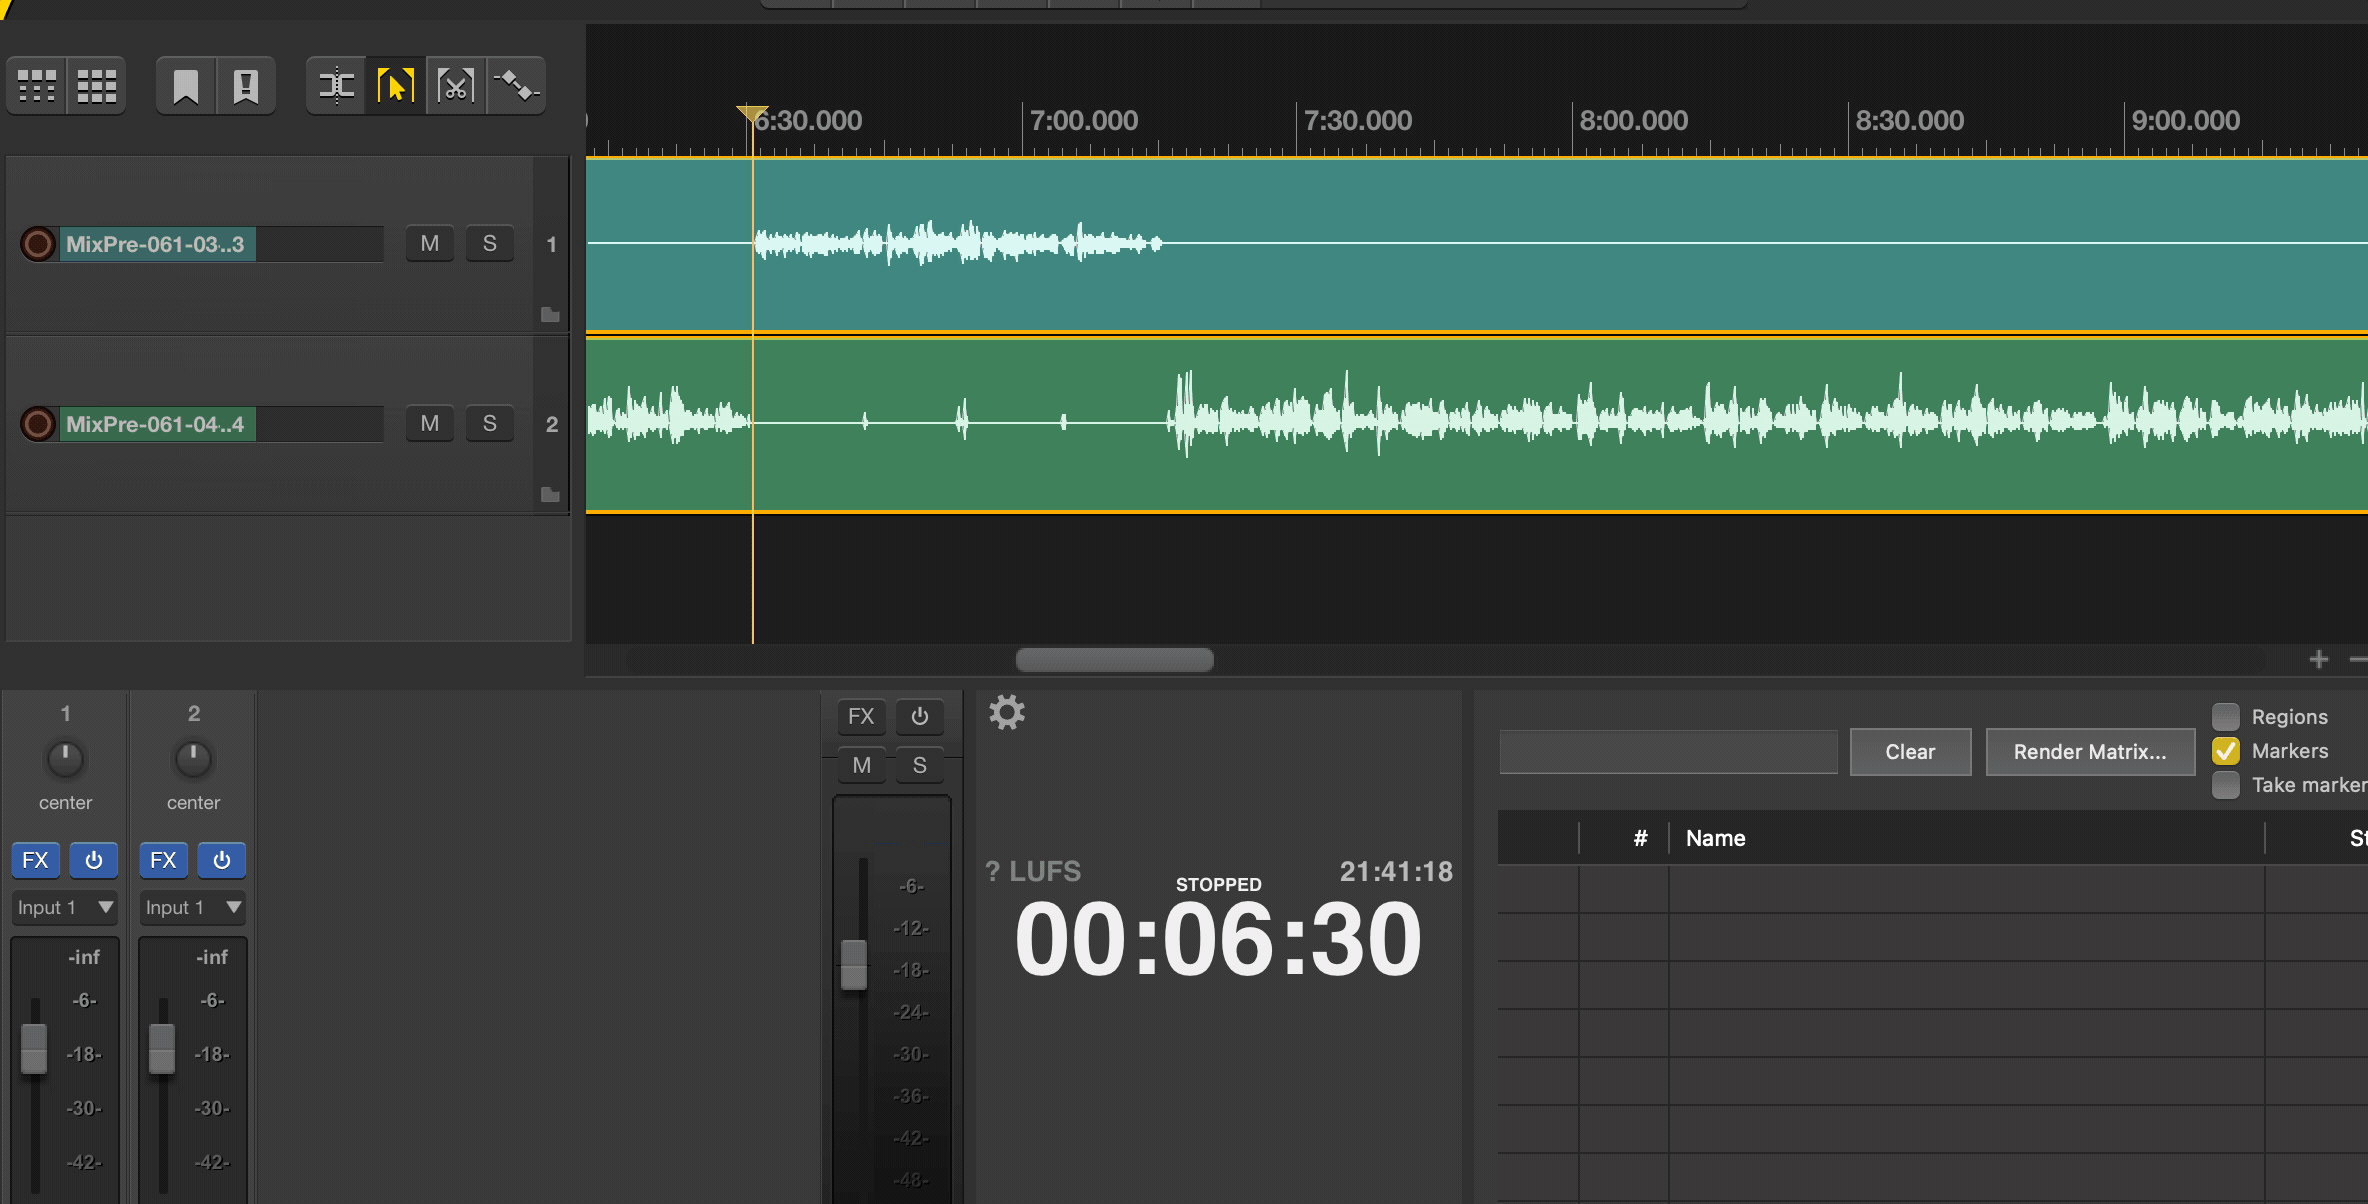 6:30.000 7:00.000 7:30.000 8:00.000 8:30.000 9:00.000
MixPre-061-03-..3 M S 1
MixPre-061-04-..4 M S 2
1 2
center center
FX FX
Input 1 Input 1
-inf -inf
-6- -6-
-18- -18-
-30- -30-
-42- -42-
FX
M S
-6-
-12-
-18-
-24-
-30-
-36-
-42-
-48-
? LUFS 21:41:18
STOPPED
00:06:30
Clear Render Matrix...
Regions
Markers
Take marker
# Name St